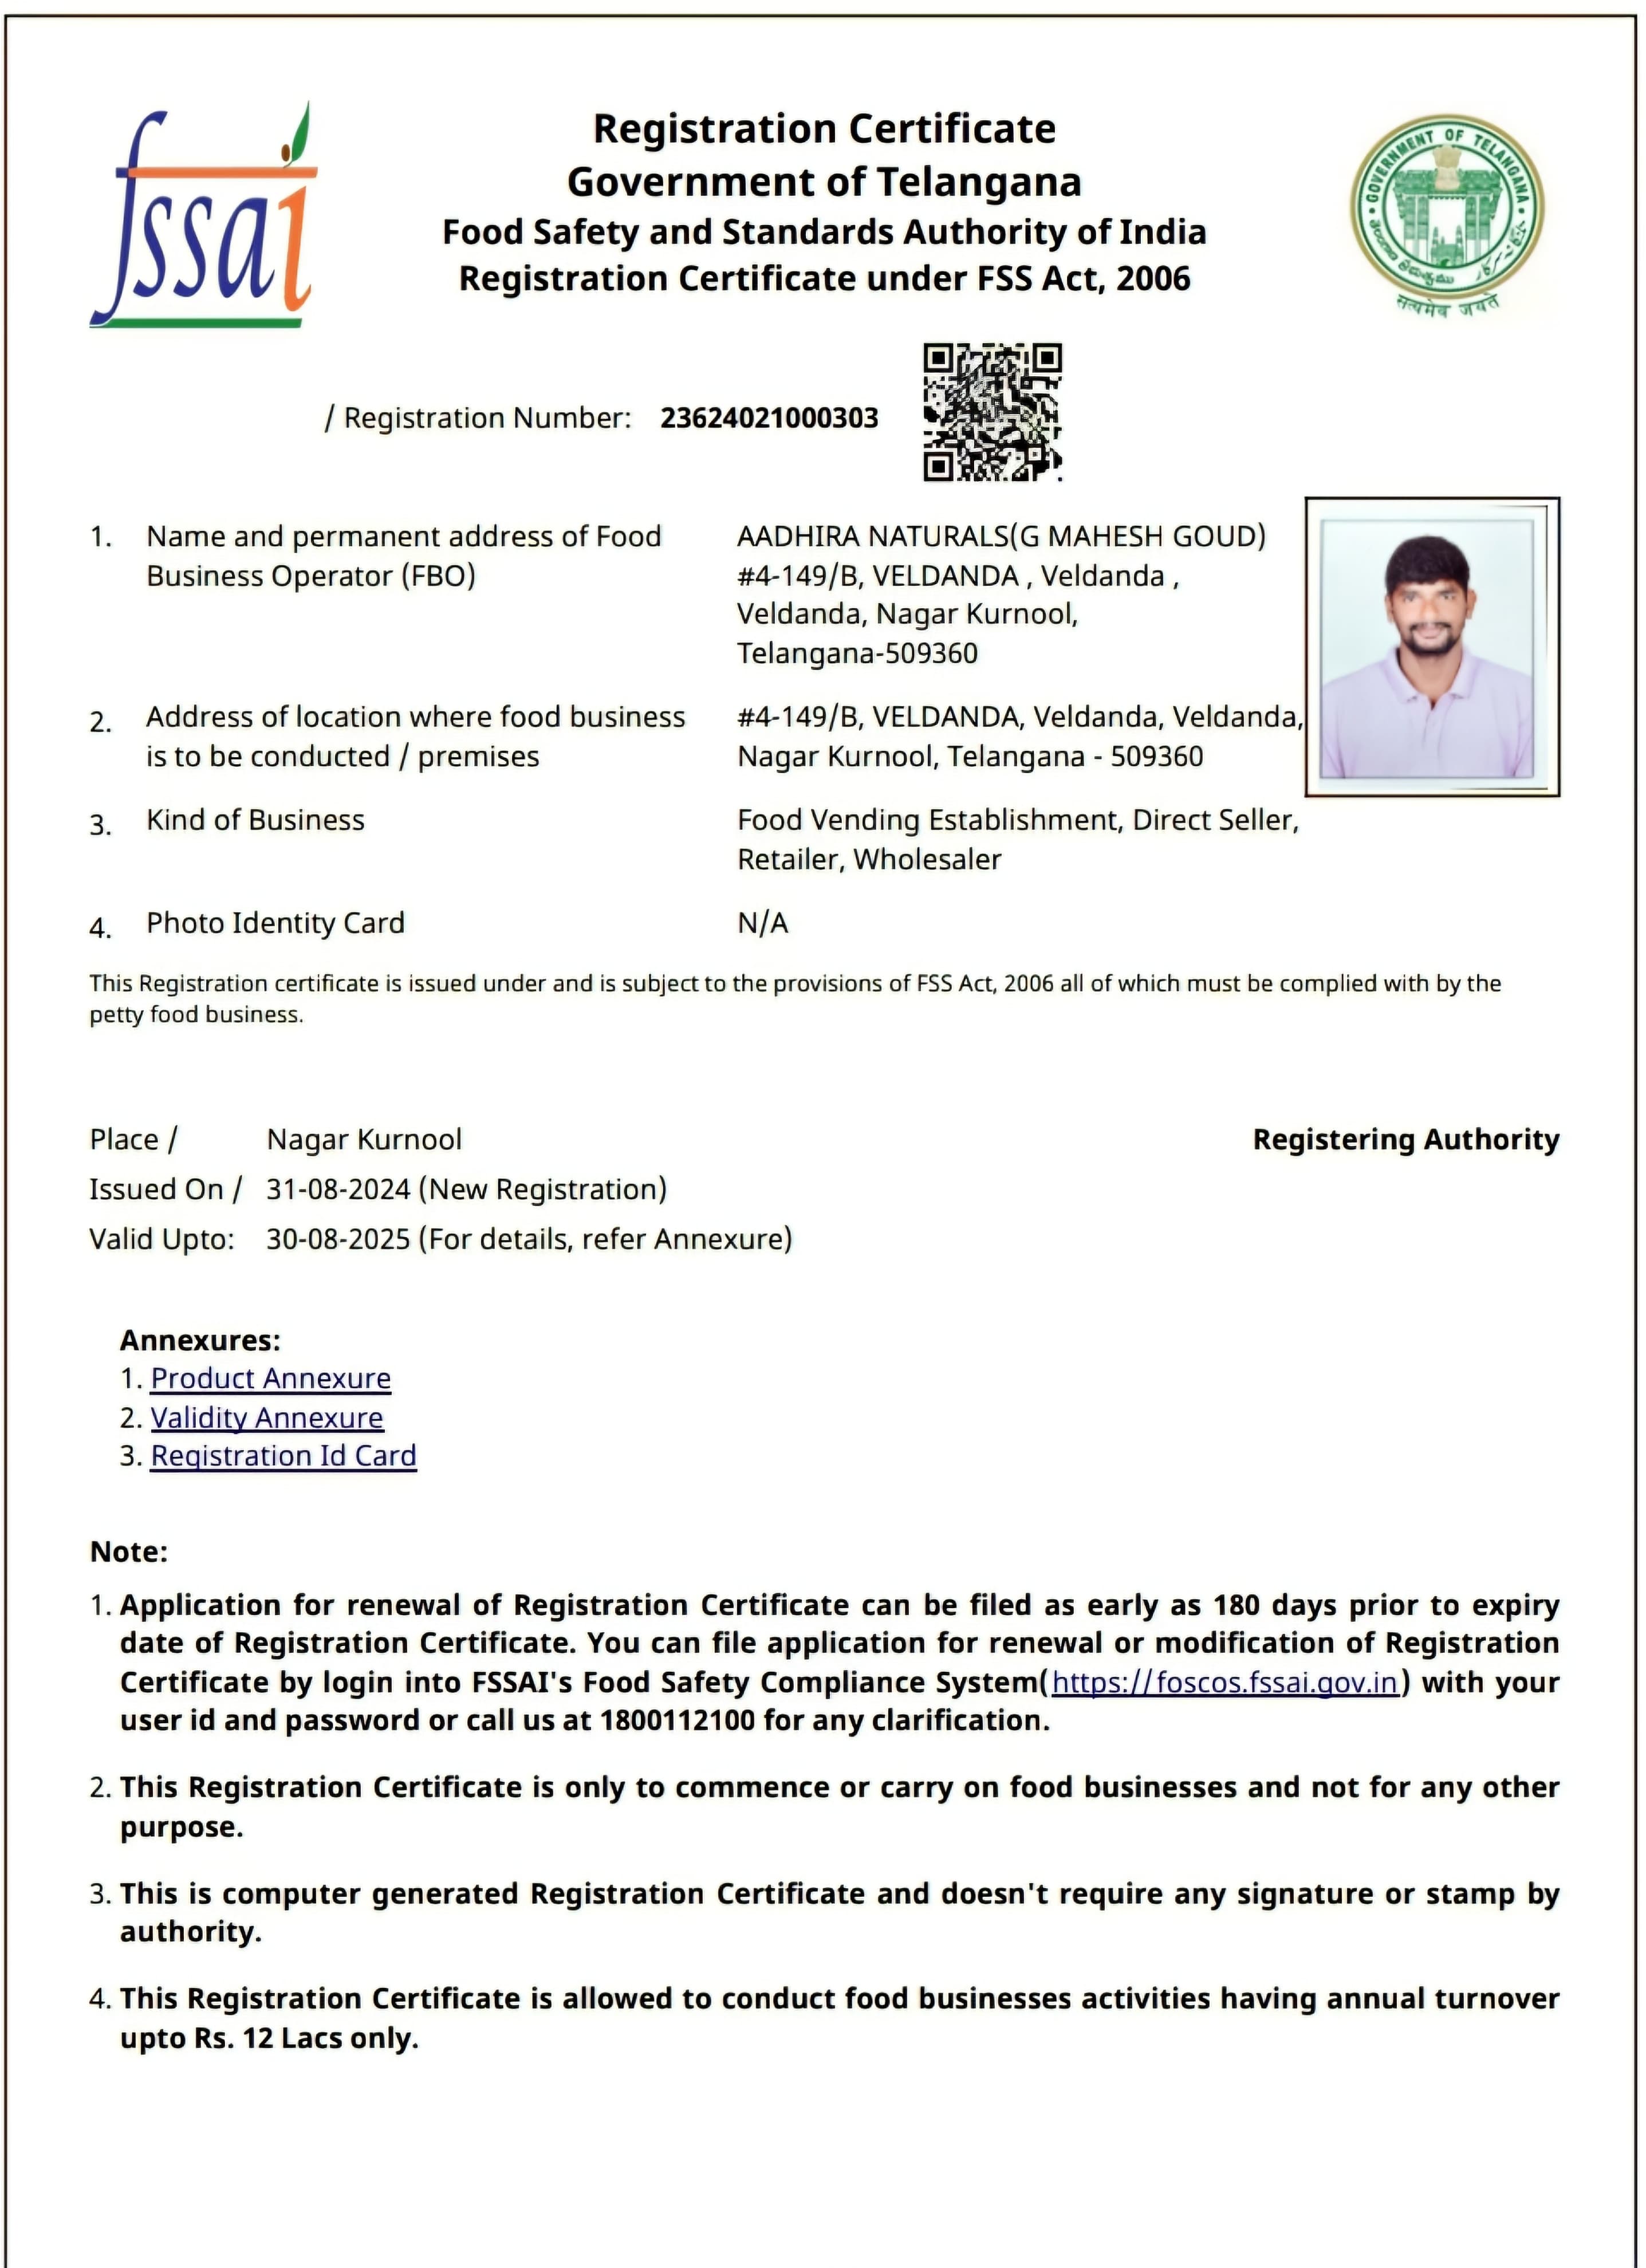 fssai
Registration Certificate
Government of Telangana
Food Safety and Standards Authority of India
Registration Certificate under FSS Act, 2006
GOVERNMENT OF TELANGANA
सत्यमेव जयते
/ Registration Number: 23624021000303
1. Name and permanent address of Food
Business Operator (FBO)
AADHIRA NATURALS(G MAHESH GOUD)
#4-149/B, VELDANDA , Veldanda ,
Veldanda, Nagar Kurnool,
Telangana-509360
2. Address of location where food business
is to be conducted / premises
#4-149/B, VELDANDA, Veldanda, Veldanda,
Nagar Kurnool, Telangana - 509360
3. Kind of Business
Food Vending Establishment, Direct Seller,
Retailer, Wholesaler
4. Photo Identity Card
N/A
This Registration certificate is issued under and is subject to the provisions of FSS Act, 2006 all of which must be complied with by the
petty food business.
Place / Nagar Kurnool
Registering Authority
Issued On / 31-08-2024 (New Registration)
Valid Upto: 30-08-2025 (For details, refer Annexure)
Annexures:
1. Product Annexure
2. Validity Annexure
3. Registration Id Card
Note:
1. Application for renewal of Registration Certificate can be filed as early as 180 days prior to expiry
date of Registration Certificate. You can file application for renewal or modification of Registration
Certificate by login into FSSAI's Food Safety Compliance System(https://foscos.fssai.gov.in) with your
user id and password or call us at 1800112100 for any clarification.
2. This Registration Certificate is only to commence or carry on food businesses and not for any other
purpose.
3. This is computer generated Registration Certificate and doesn't require any signature or stamp by
authority.
4. This Registration Certificate is allowed to conduct food businesses activities having annual turnover
upto Rs. 12 Lacs only.